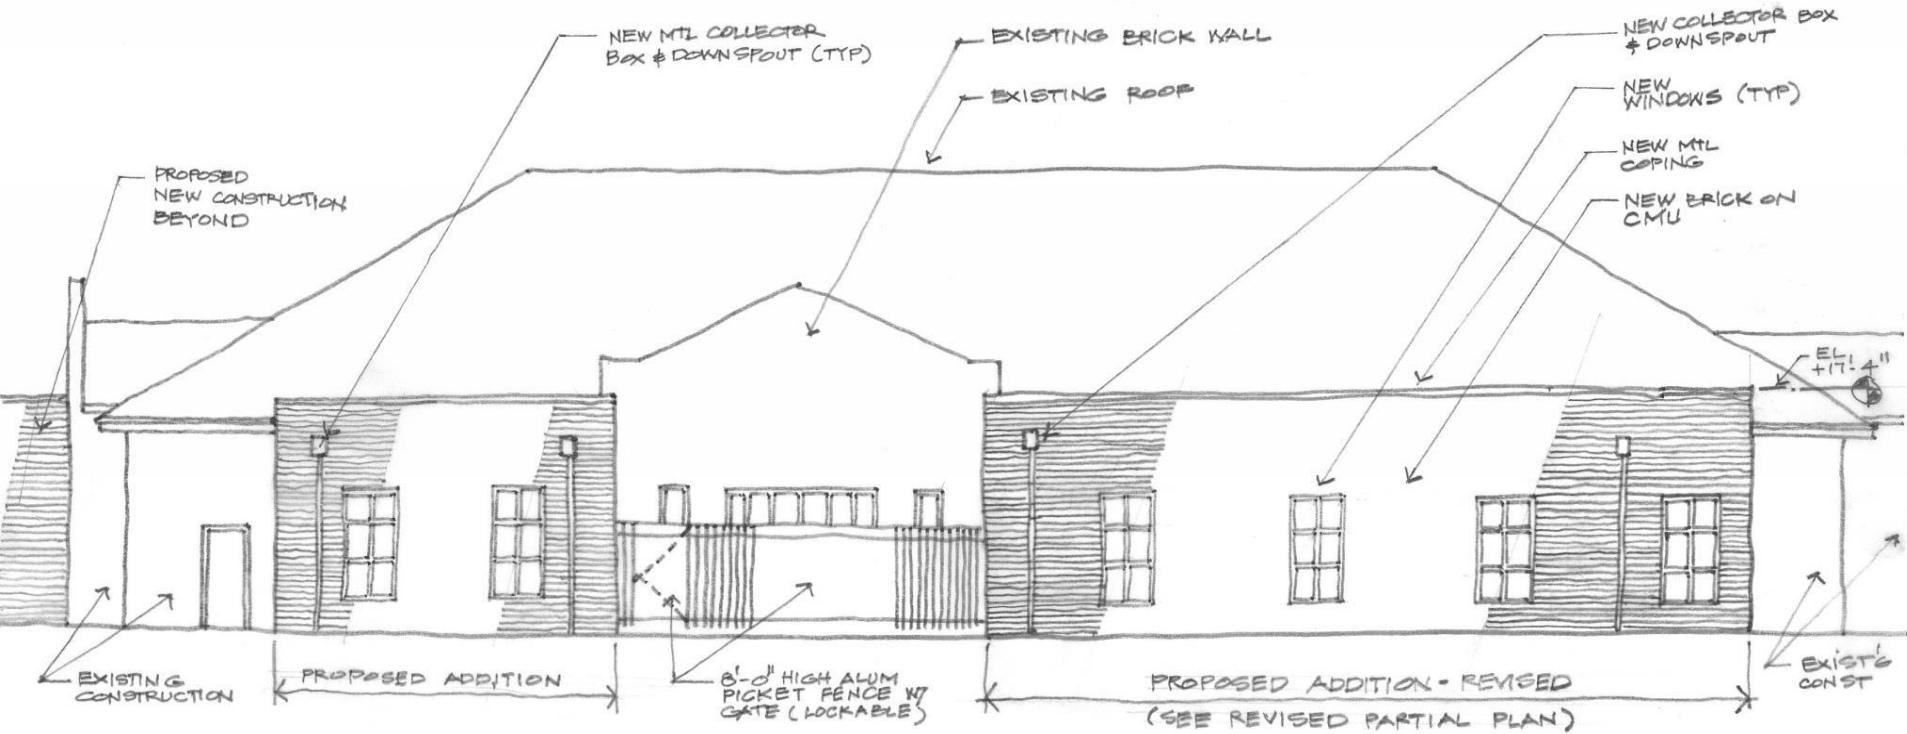 NEW MTL COLLECTOR
BOX & DOWNSPOUT (TYP)
EXISTING BRICK WALL
EXISTING ROOF
NEW COLLECTOR BOX
& DOWNSPOUT
NEW
WINDOWS (TYP)
NEW MTL
COPING
NEW BRICK ON
CMU
PROPOSED
NEW CONSTRUCTION
BEYOND
EL
+17'-4"
EXISTING
CONSTRUCTION
PROPOSED ADDITION
8'-0" HIGH ALUM
PICKET FENCE W/
GATE (LOCKABLE)
PROPOSED ADDITION - REVISED
(SEE REVISED PARTIAL PLAN)
EXIST'G
CONST